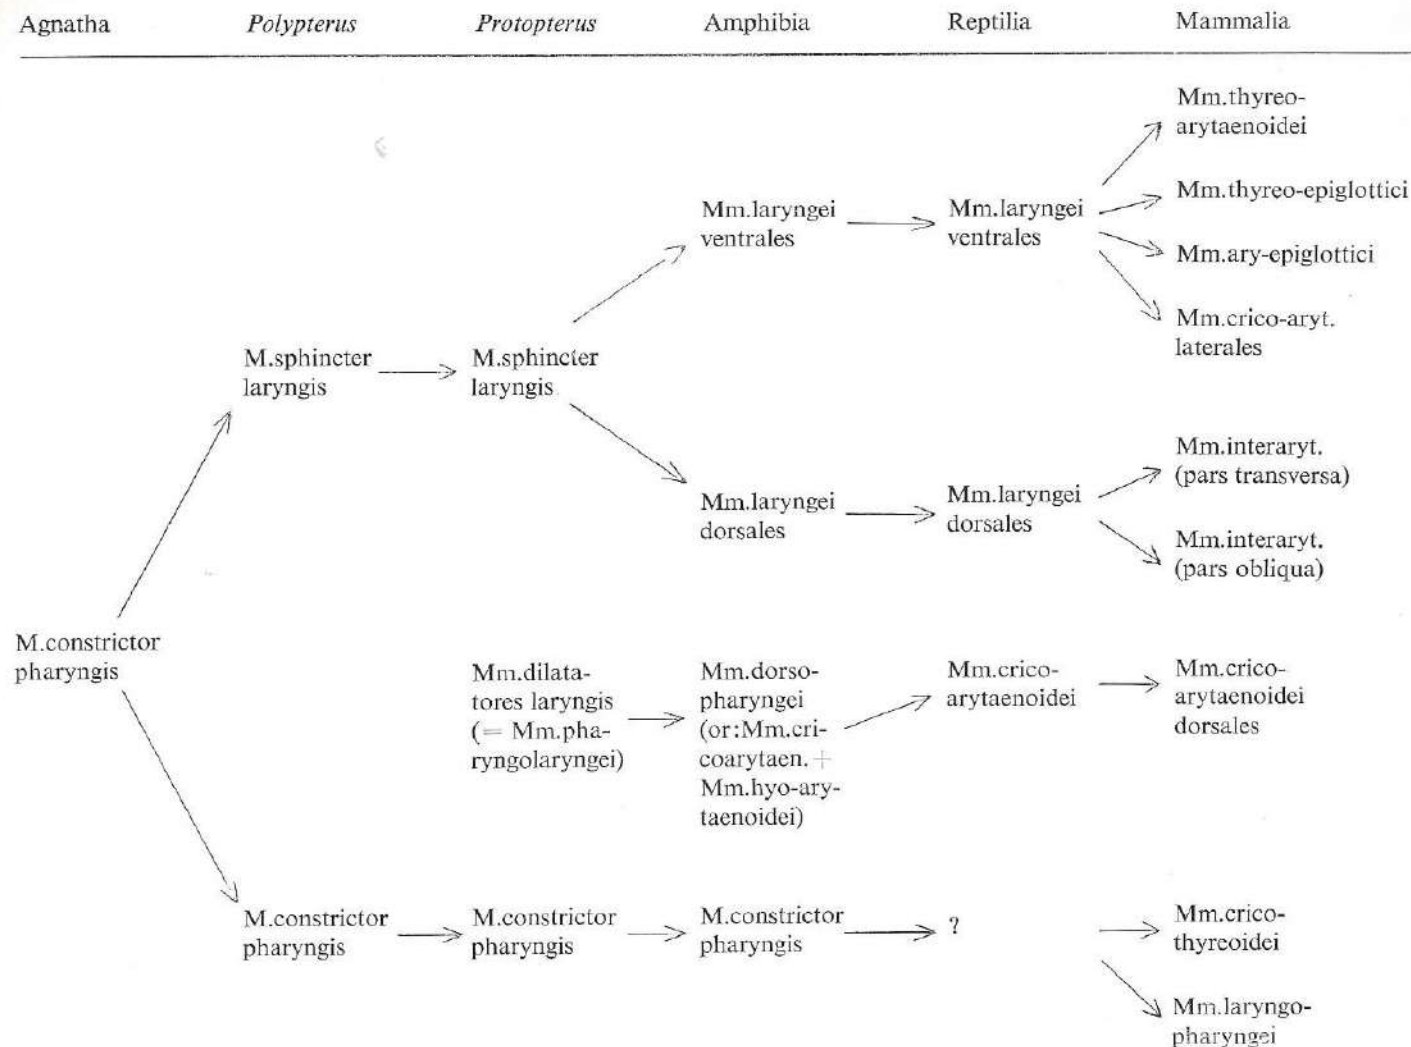 Agnatha Polypterus Protopterus Amphibia Reptilia Mammalia
Mm.thyreo-
arytaenoidei
Mm.thyreo-epiglottici
Mm.laryngei
ventrales
Mm.laryngei
ventrales
Mm.ary-epiglottici
Mm.crico-aryt.
laterales
M.sphincter
laryngis
M.sphincter
laryngis
Mm.interaryt.
(pars transversa)
Mm.laryngei
dorsales
Mm.laryngei
dorsales
Mm.interaryt.
(pars obliqua)
M.constrictor
pharyngis
Mm.dilata-
tores laryngis
(= Mm.pha-
ryngolaryngei)
Mm.dorso-
pharyngei
(or:Mm.cri-
coarytaen. +
Mm.hyo-ary-
taenoidei)
Mm.crico-
arytaenoidei
Mm.crico-
arytaenoidei
dorsales
M.constrictor
pharyngis
M.constrictor
pharyngis
M.constrictor
pharyngis
?
Mm.crico-
thyreoidei
Mm.laryngo-
pharyngei